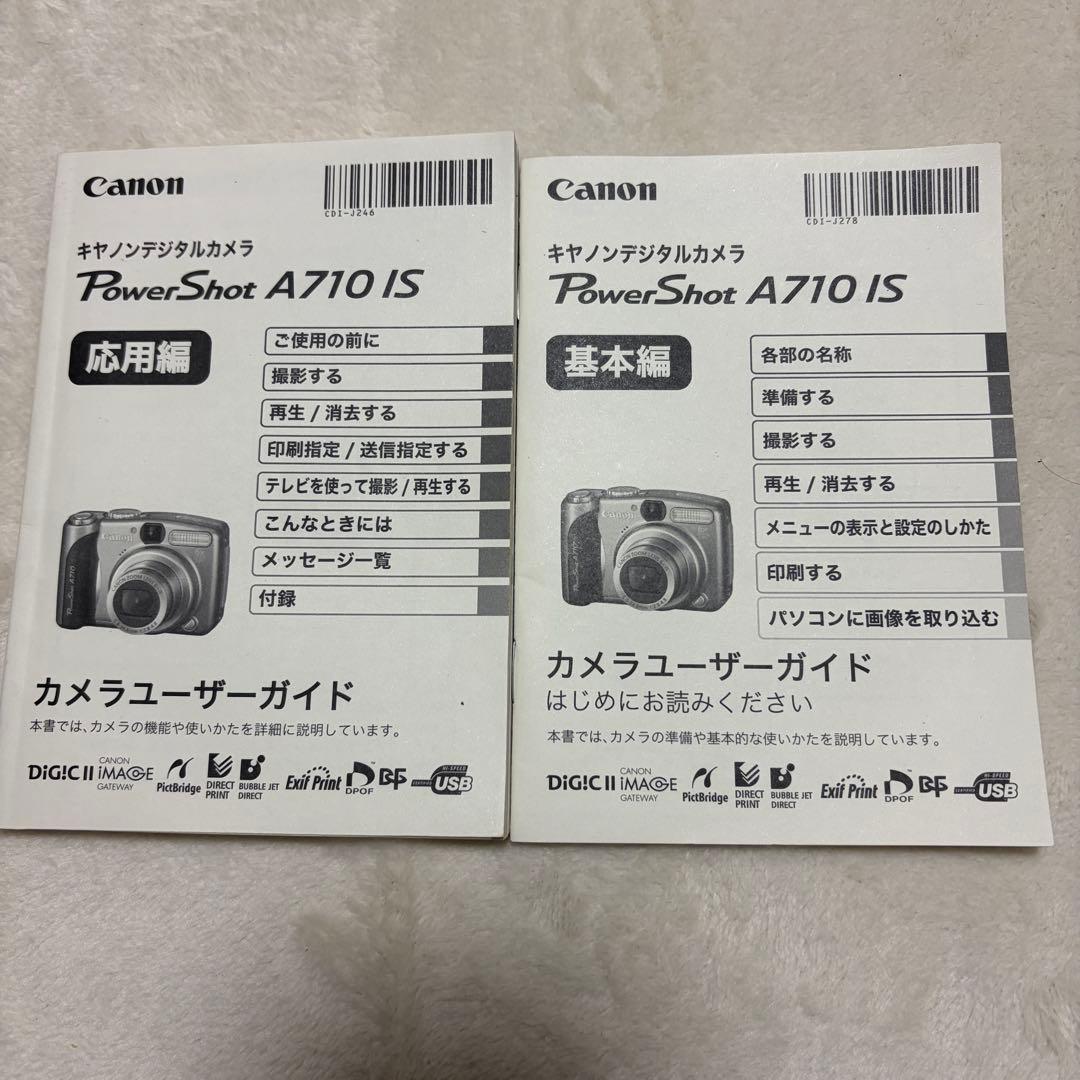 Canon
CDI-J246
キヤノンデジタルカメラ
PowerShot A710 IS
応用編
ご使用の前に
撮影する
再生 / 消去する
印刷指定 / 送信指定する
テレビを使って撮影 / 再生する
こんなときには
メッセージ一覧
付録
Canon
PowerShot A710
カメラユーザーガイド
本書では、カメラの機能や使いかたを詳細に説明しています。
DiGiC II
CANON iMAGE GATEWAY
PictBridge
DIRECT PRINT
BUBBLE JET DIRECT
Exif Print
DPOF
HI-SPEED CERTIFIED USB
Canon
CDI-J278
キヤノンデジタルカメラ
PowerShot A710 IS
基本編
各部の名称
準備する
撮影する
再生 / 消去する
メニューの表示と設定のしかた
印刷する
パソコンに画像を取り込む
Canon
PowerShot A710
カメラユーザーガイド
はじめにお読みください
本書では、カメラの準備や基本的な使いかたを説明しています。
DiGiC II
CANON iMAGE GATEWAY
PictBridge
DIRECT PRINT
BUBBLE JET DIRECT
Exif Print
DPOF
HI-SPEED CERTIFIED USB